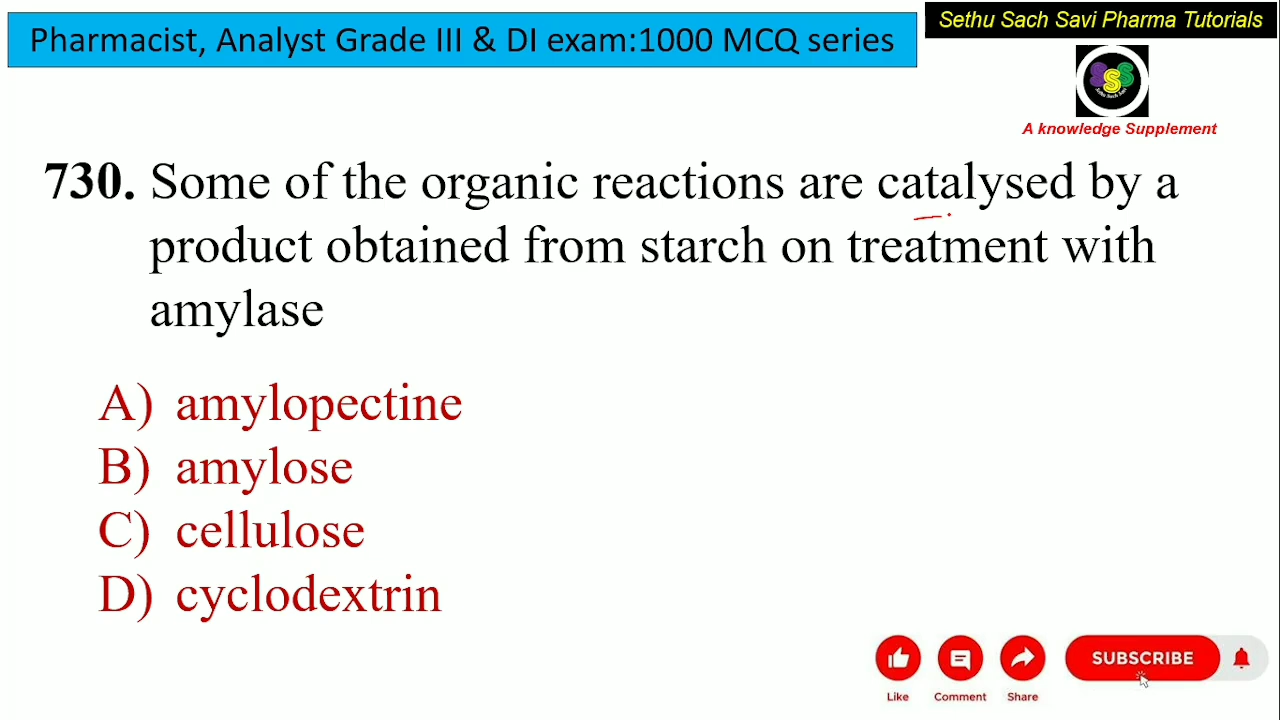 Pharmacist, Analyst Grade III & DI exam:1000 MCQ series
Sethu Sach Savi Pharma Tutorials
SSS
A knowledge Supplement
730. Some of the organic reactions are catalysed by a
product obtained from starch on treatment with
amylase
A) amylopectine
B) amylose
C) cellulose
D) cyclodextrin
SUBSCRIBE
Like Comment Share